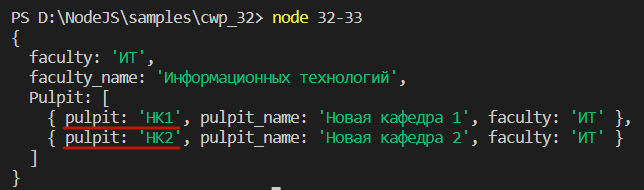 PS D:\NodeJS\samples\cwp_32> node 32-33
{
  faculty: 'ИТ',
  faculty_name: 'Информационных технологий',
  Pulpit: [
    { pulpit: 'НК1', pulpit_name: 'Новая кафедра 1', faculty: 'ИТ' },
    { pulpit: 'НК2', pulpit_name: 'Новая кафедра 2', faculty: 'ИТ' }
  ]
}